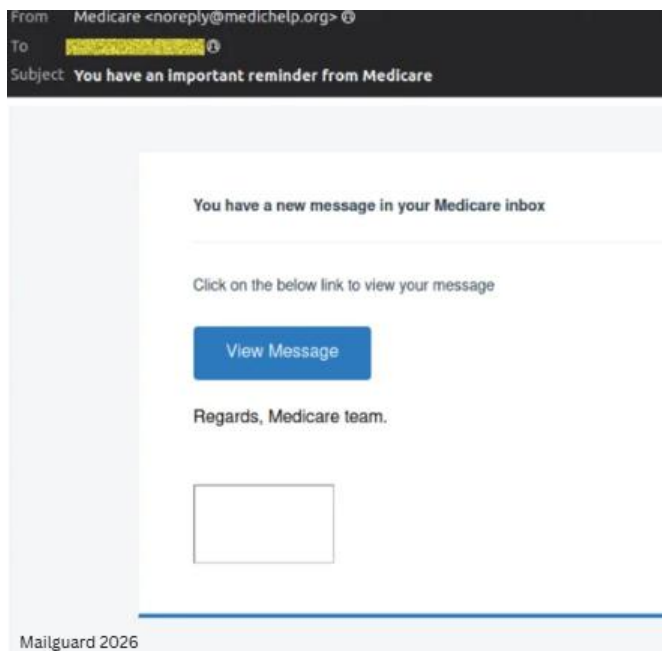 From Medicare <noreply@medichelp.org>
To
Subject You have an important reminder from Medicare
You have a new message in your Medicare inbox
Click on the below link to view your message
View Message
Regards, Medicare team.
Mailguard 2026